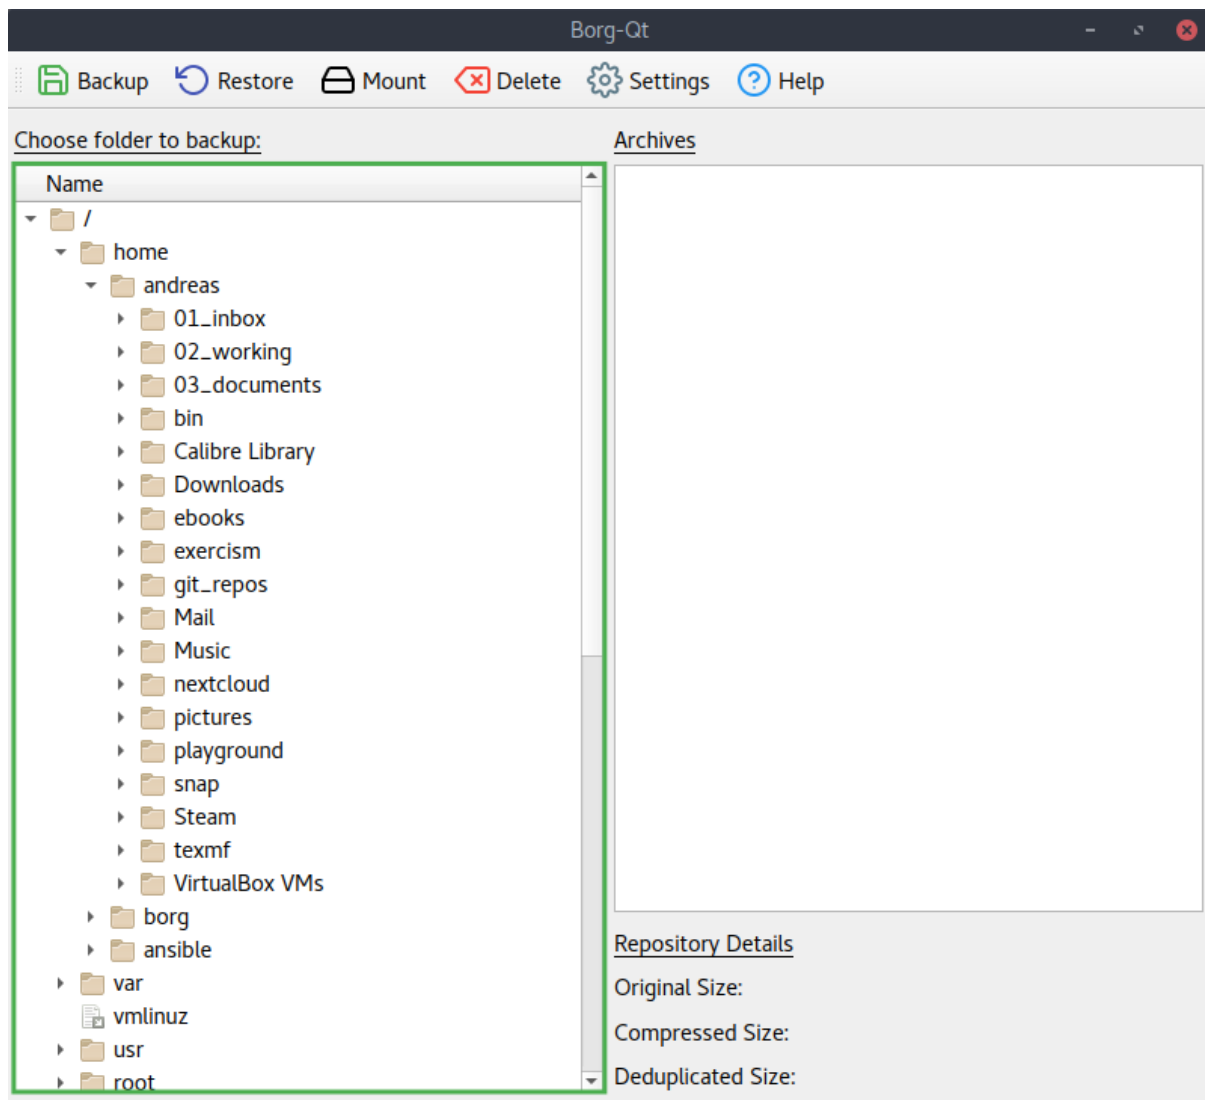 Borg-Qt
Backup Restore Mount Delete Settings Help
Choose folder to backup:
Name
/
home
andreas
01_inbox
02_working
03_documents
bin
Calibre Library
Downloads
ebooks
exercism
git_repos
Mail
Music
nextcloud
pictures
playground
snap
Steam
texmf
VirtualBox VMs
borg
ansible
var
vmlinuz
usr
root
Archives
Repository Details
Original Size:
Compressed Size:
Deduplicated Size: